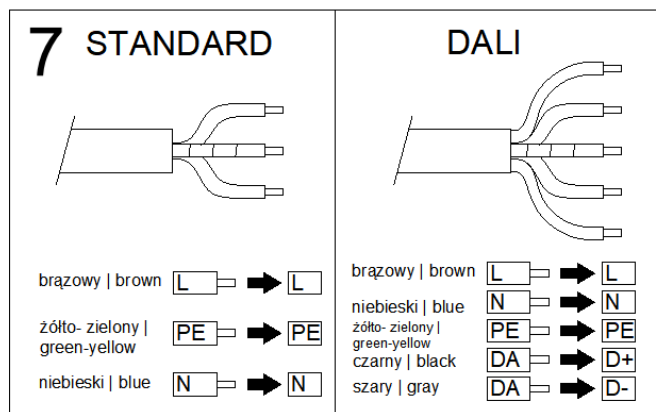 7 STANDARD
brązowy | brown L L
żółto- zielony |
green-yellow PE PE
niebieski | blue N N
DALI
brązowy | brown L L
niebieski | blue N N
żółto- zielony |
green-yellow PE PE
czarny | black DA D+
szary | gray DA D-